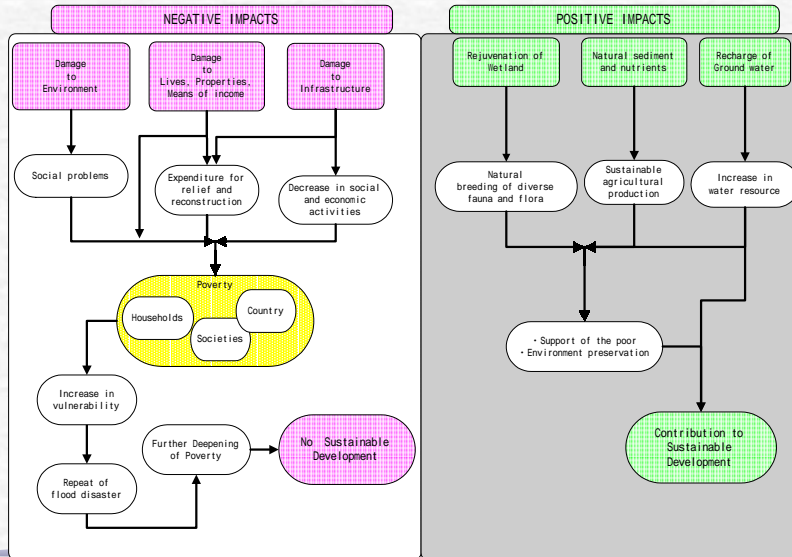 NEGATIVE IMPACTS
Damage
to
Environment
Damage
to
Lives, Properties,
Means of income
Damage
to
Infrastructure
Social problems
Expenditure for
relief and
reconstruction
Decrease in social
and economic
activities
Poverty
Households
Country
Societies
Increase in
vulnerability
Repeat of
flood disaster
Further Deepening
of Poverty
No Sustainable
Development
POSITIVE IMPACTS
Rejuvenation of
Wetland
Natural sediment
and nutrients
Recharge of
Ground water
Natural
breeding of diverse
fauna and flora
Sustainable
agricultural
production
Increase in
water resource
・Support of the poor
・Environment preservation
Contribution to
Sustainable
Development